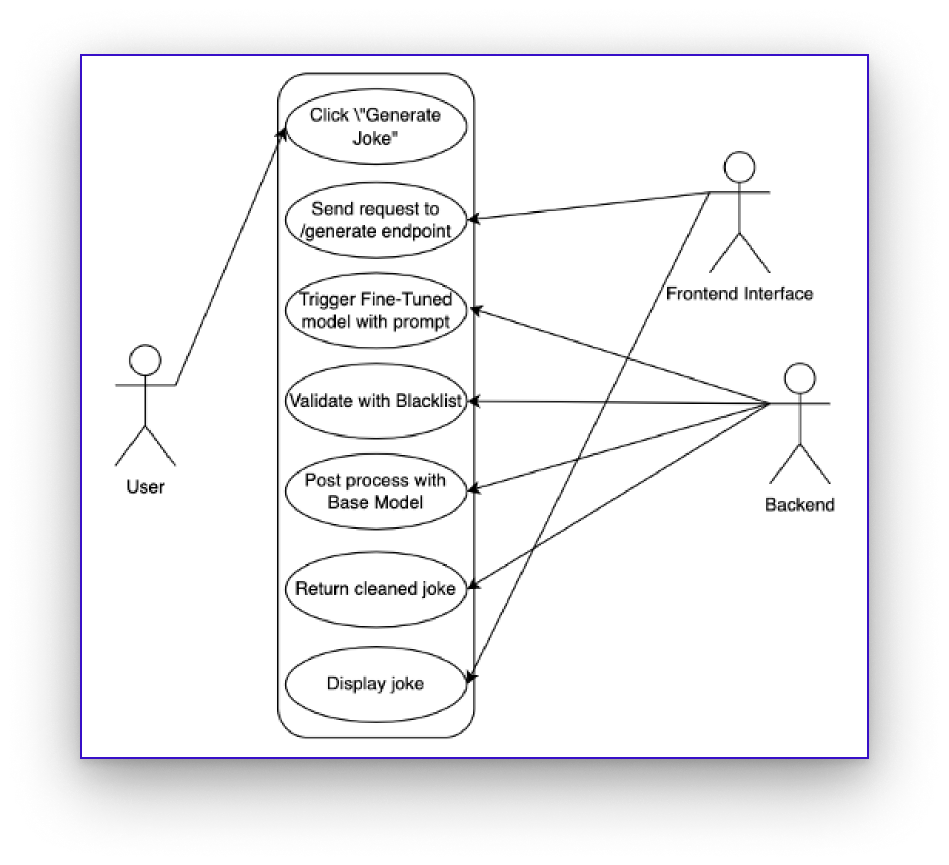 Click \"Generate
Joke"
Send request to
/generate endpoint
Trigger Fine-Tuned
model with prompt
Validate with Blacklist
Post process with
Base Model
Return cleaned joke
Display joke
User
Frontend Interface
Backend